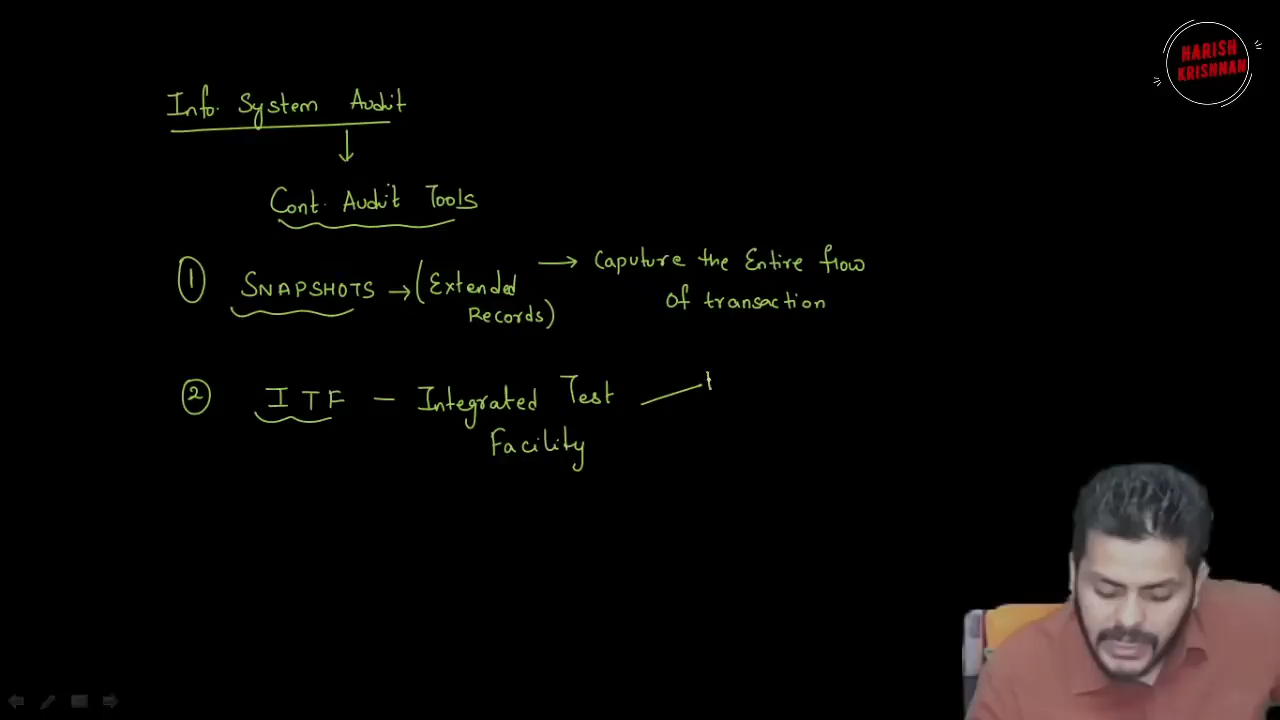 HARISH
KRISHNAN
Info. System Audit
Cont. Audit Tools
1 SNAPSHOTS → (Extended → Caputure the Entire flow
Records) of transaction
2 ITF – Integrated Test
Facility